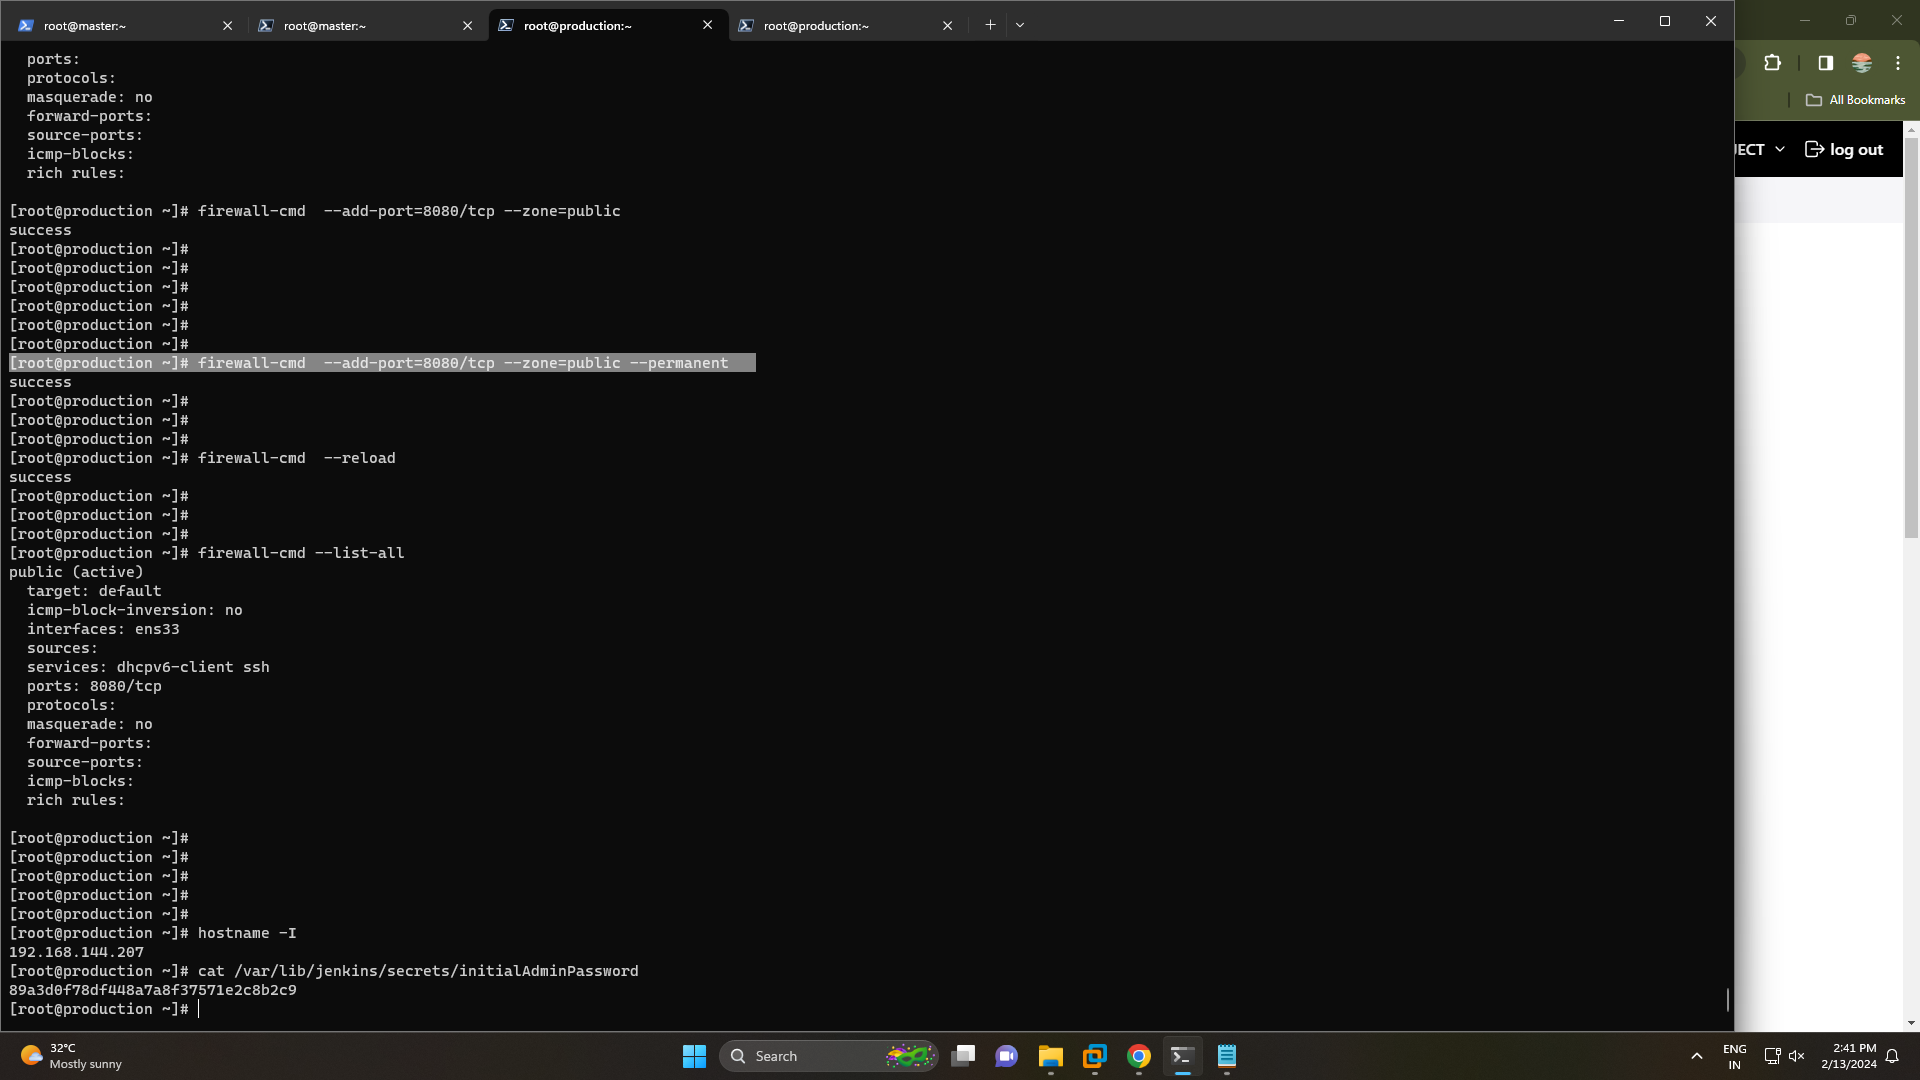 root@master:~
root@master:~
root@production:~
root@production:~
All Bookmarks
JECT
log out
ports:
protocols:
masquerade: no
forward-ports:
source-ports:
icmp-blocks:
rich rules:
[root@production ~]# firewall-cmd  --add-port=8080/tcp --zone=public
success
[root@production ~]#
[root@production ~]#
[root@production ~]#
[root@production ~]#
[root@production ~]#
[root@production ~]#
[root@production ~]# firewall-cmd  --add-port=8080/tcp --zone=public --permanent
success
[root@production ~]#
[root@production ~]#
[root@production ~]#
[root@production ~]# firewall-cmd  --reload
success
[root@production ~]#
[root@production ~]#
[root@production ~]#
[root@production ~]# firewall-cmd --list-all
public (active)
target: default
icmp-block-inversion: no
interfaces: ens33
sources:
services: dhcpv6-client ssh
ports: 8080/tcp
protocols:
masquerade: no
forward-ports:
source-ports:
icmp-blocks:
rich rules:
[root@production ~]#
[root@production ~]#
[root@production ~]#
[root@production ~]#
[root@production ~]#
[root@production ~]# hostname -I
192.168.144.207
[root@production ~]# cat /var/lib/jenkins/secrets/initialAdminPassword
89a3d0f78df448a7a8f37571e2c8b2c9
[root@production ~]#
32°C
Mostly sunny
Search
ENG
IN
2:41 PM
2/13/2024